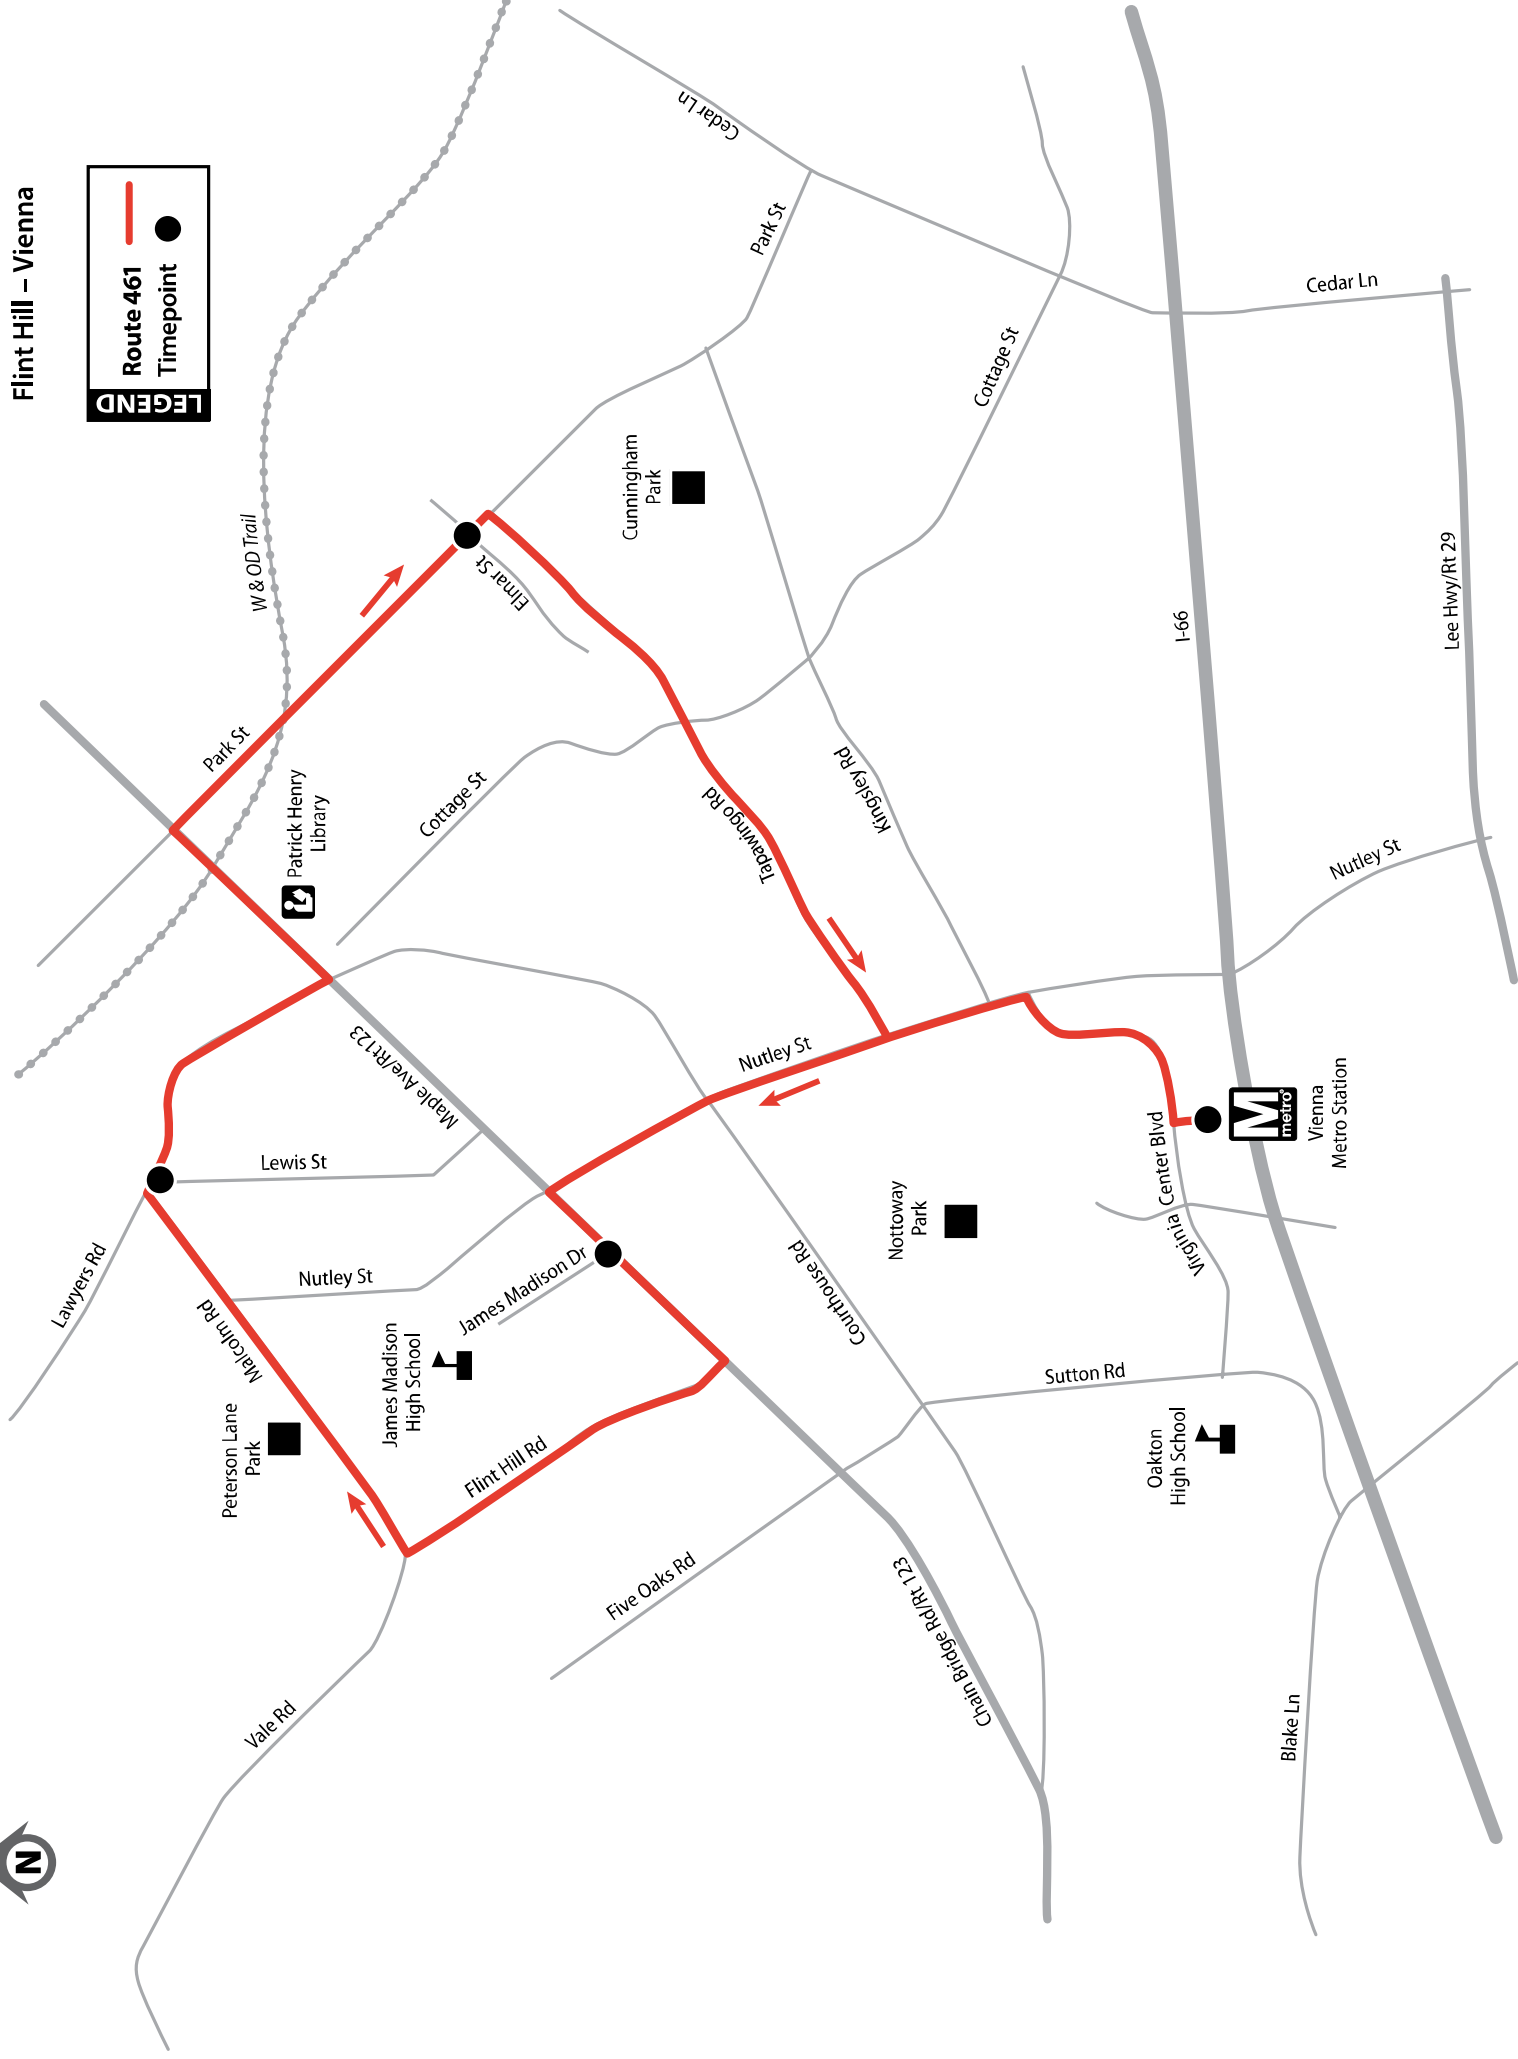 Flint Hill – Vienna
LEGEND
Route 461
Timepoint
N
W & OD Trail
Cedar Ln
Park St
Cottage St
Cedar Ln
Cunningham
Park
Elmar St
I-66
Lee Hwy/Rt 29
Park St
Patrick Henry
Library
Cottage St
Tapawingo Rd
Kingsley Rd
Nutley St
Maple Ave/Rt123
Nutley St
Lewis St
Virginia Center Blvd
M
metro
Vienna
Metro Station
Lawyers Rd
Malcolm Rd
Nutley St
James Madison Dr
James Madison
High School
Nottoway
Park
Courthouse Rd
Peterson Lane
Park
Flint Hill Rd
Sutton Rd
Oakton
High School
Five Oaks Rd
Chain Bridge Rd/Rt 123
Vale Rd
Blake Ln